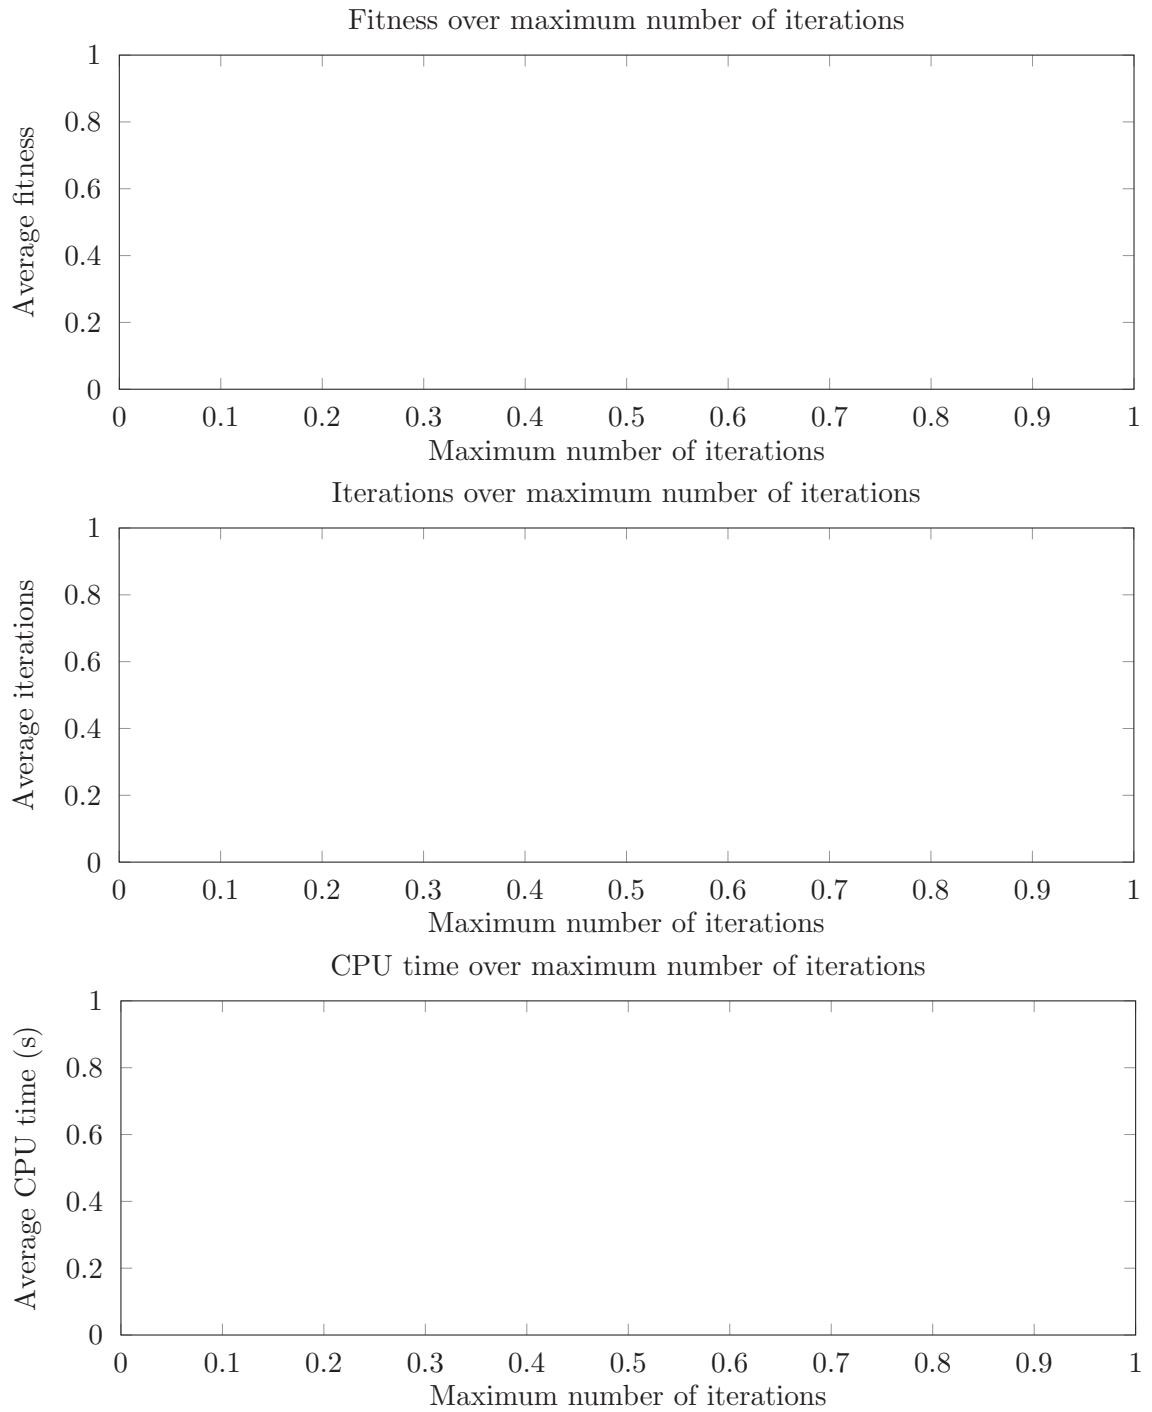 Fitness over maximum number of iterations
1
0.8
0.6
0.4
0.2
0
Average fitness
0 0.1 0.2 0.3 0.4 0.5 0.6 0.7 0.8 0.9 1
Maximum number of iterations
Iterations over maximum number of iterations
1
0.8
0.6
0.4
0.2
0
Average iterations
0 0.1 0.2 0.3 0.4 0.5 0.6 0.7 0.8 0.9 1
Maximum number of iterations
CPU time over maximum number of iterations
1
0.8
0.6
0.4
0.2
0
Average CPU time (s)
0 0.1 0.2 0.3 0.4 0.5 0.6 0.7 0.8 0.9 1
Maximum number of iterations